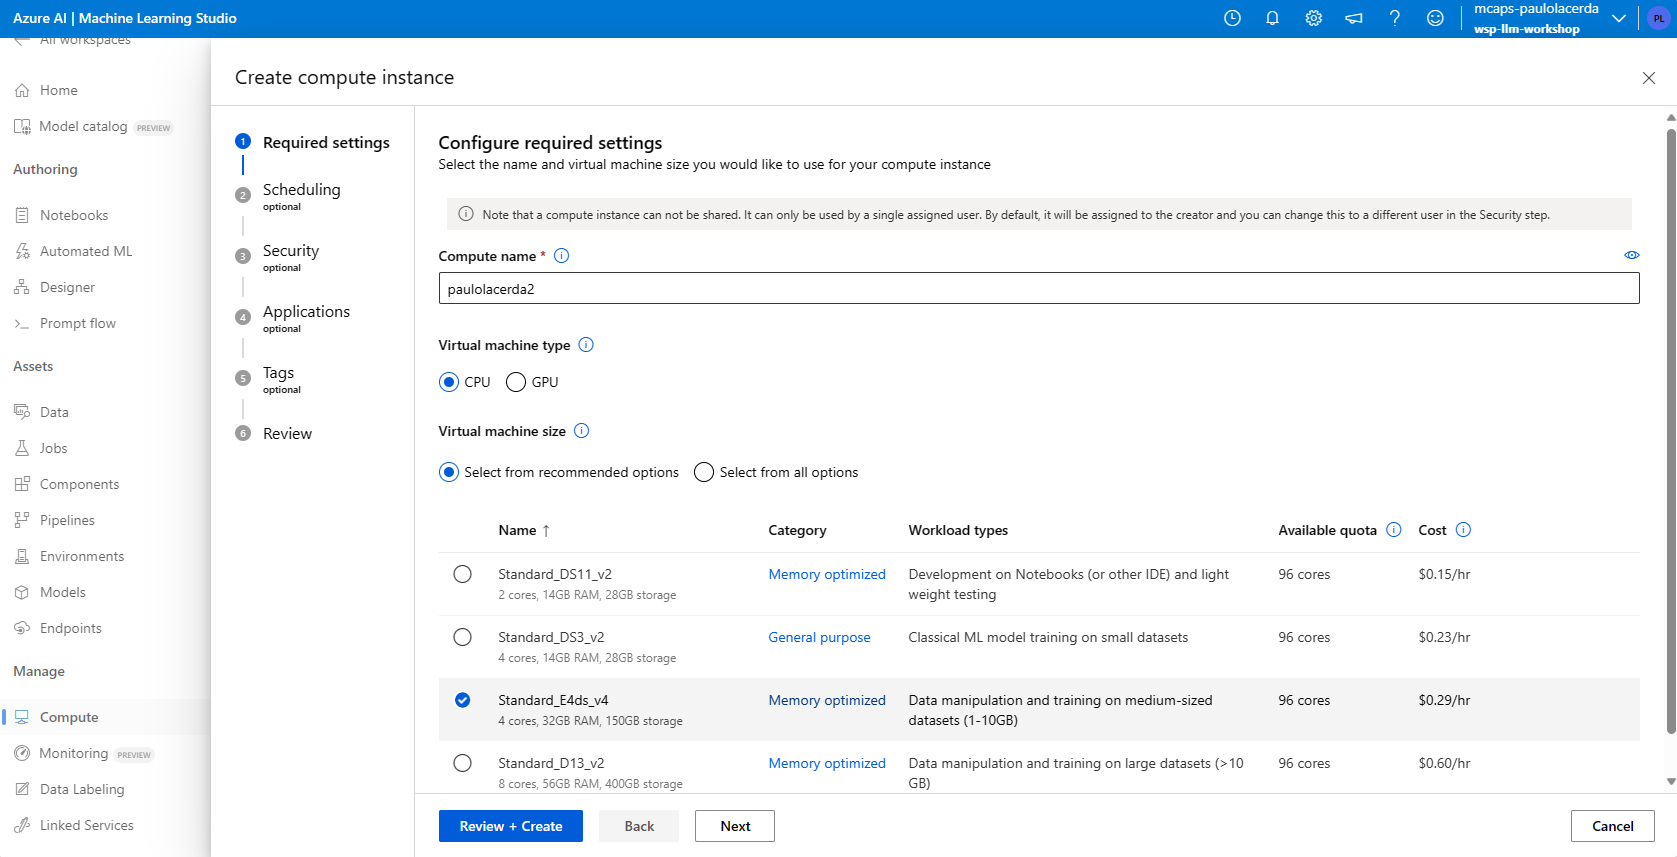 Azure AI | Machine Learning Studio
mcaps-paulolacerda
wsp-llm-workshop
PL
All workspaces
Home
Model catalog PREVIEW
Authoring
Notebooks
Automated ML
Designer
Prompt flow
Assets
Data
Jobs
Components
Pipelines
Environments
Models
Endpoints
Manage
Compute
Monitoring PREVIEW
Data Labeling
Linked Services
Create compute instance
1 Required settings
2 Scheduling
optional
3 Security
optional
4 Applications
optional
5 Tags
optional
6 Review
Configure required settings
Select the name and virtual machine size you would like to use for your compute instance
Note that a compute instance can not be shared. It can only be used by a single assigned user. By default, it will be assigned to the creator and you can change this to a different user in the Security step.
Compute name *
paulolacerda2
Virtual machine type
CPU GPU
Virtual machine size
Select from recommended options Select from all options
Name ↑ Category Workload types Available quota Cost
Standard_DS11_v2 Memory optimized Development on Notebooks (or other IDE) and light 96 cores $0.15/hr
2 cores, 14GB RAM, 28GB storage weight testing
Standard_DS3_v2 General purpose Classical ML model training on small datasets 96 cores $0.23/hr
4 cores, 14GB RAM, 28GB storage
Standard_E4ds_v4 Memory optimized Data manipulation and training on medium-sized 96 cores $0.29/hr
4 cores, 32GB RAM, 150GB storage datasets (1-10GB)
Standard_D13_v2 Memory optimized Data manipulation and training on large datasets (>10 96 cores $0.60/hr
8 cores, 56GB RAM, 400GB storage GB)
Review + Create Back Next Cancel